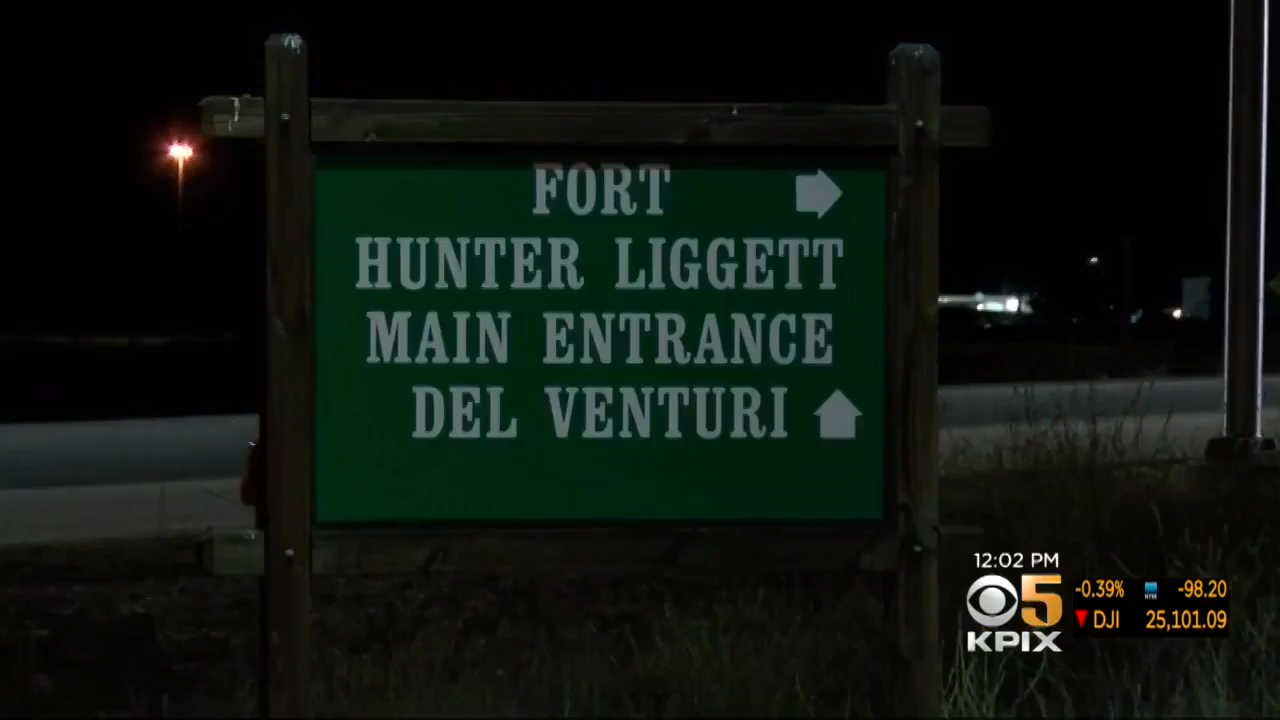 FORT
HUNTER LIGGETT
MAIN ENTRANCE
DEL VENTURI
12:02 PM
5
KPIX
-0.39% NYSE -98.20
DJI 25,101.09